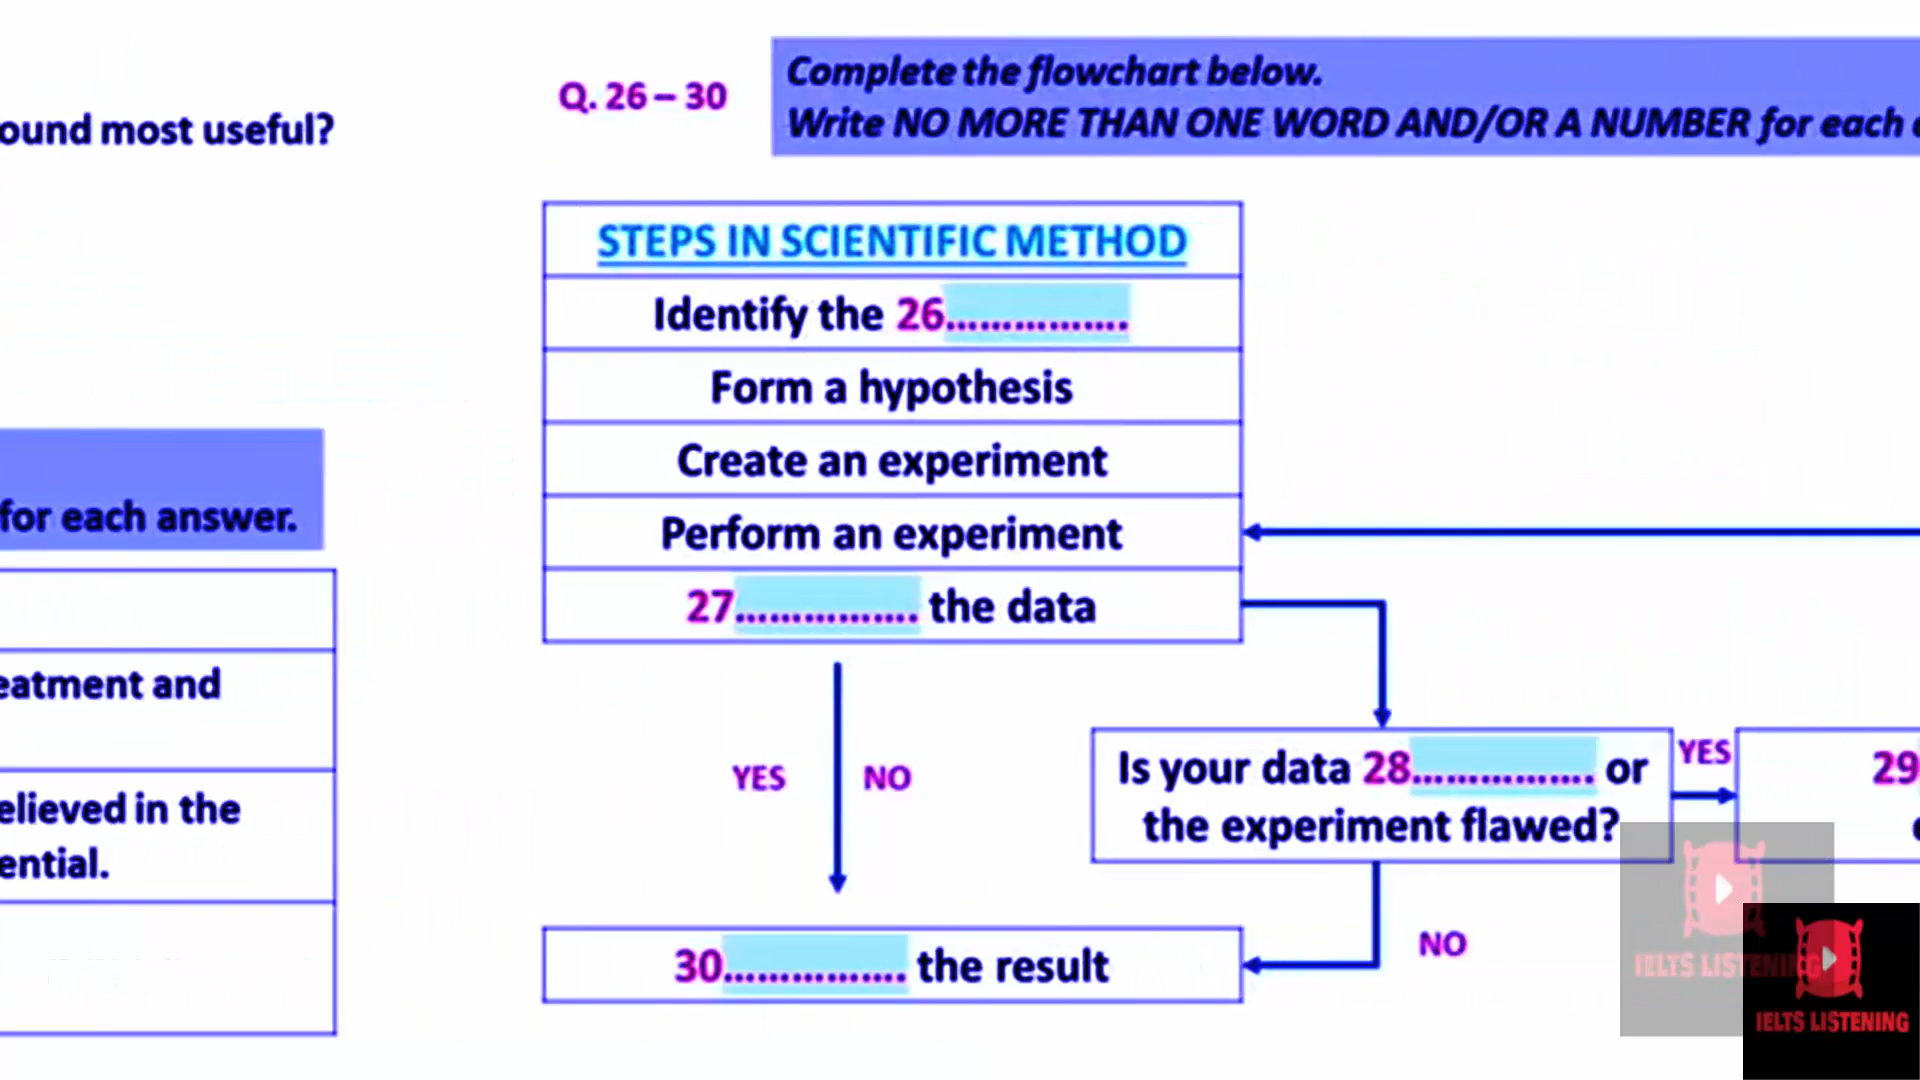 ound most useful?
for each answer.
eatment and
elieved in the
ential.
Q. 26 – 30
Complete the flowchart below.
Write NO MORE THAN ONE WORD AND/OR A NUMBER for each
STEPS IN SCIENTIFIC METHOD
Identify the 26................
Form a hypothesis
Create an experiment
Perform an experiment
27................ the data
YES
NO
Is your data 28................ or
the experiment flawed?
YES
29
NO
30................ the result
IELTS LISTENING
IELTS LISTENING